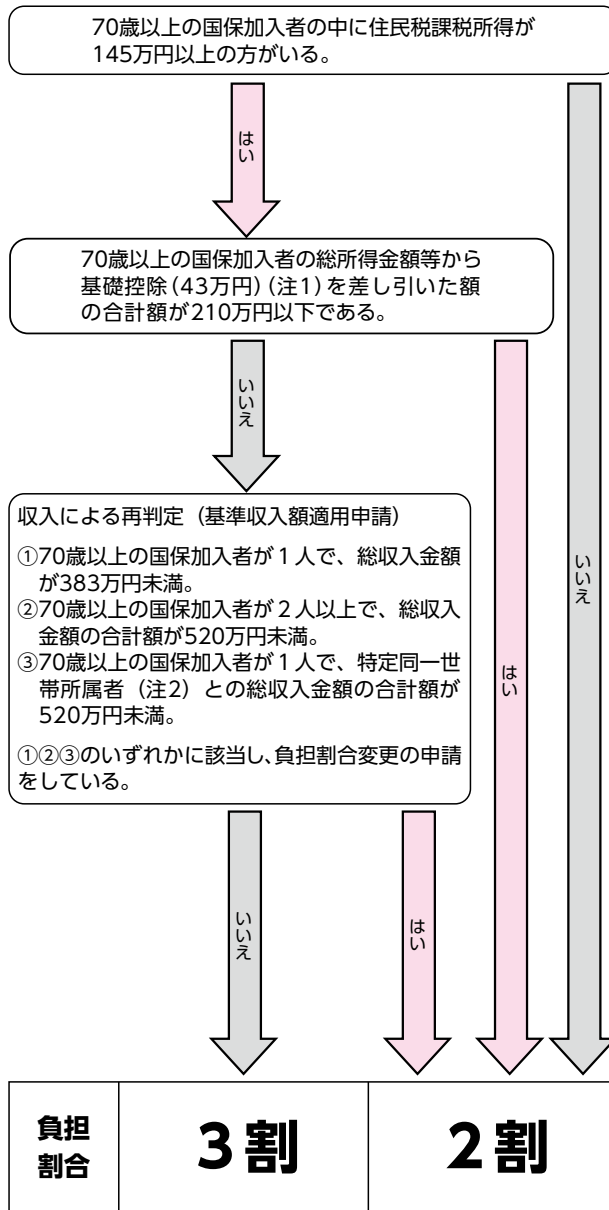 70歳以上の国保加入者の中に住民税課税所得が
145万円以上の方がいる。
はい
70歳以上の国保加入者の総所得金額等から
基礎控除(43万円)(注1)を差し引いた額
の合計額が210万円以下である。
いいえ
収入による再判定（基準収入額適用申請）
①70歳以上の国保加入者が1人で、総収入金額
が383万円未満。
②70歳以上の国保加入者が2人以上で、総収入
金額の合計額が520万円未満。
③70歳以上の国保加入者が1人で、特定同一世
帯所属者（注2）との総収入金額の合計額が
520万円未満。
①②③のいずれかに該当し、負担割合変更の申請
をしている。
いいえ
はい
はい
いいえ
負担
割合
3割
2割